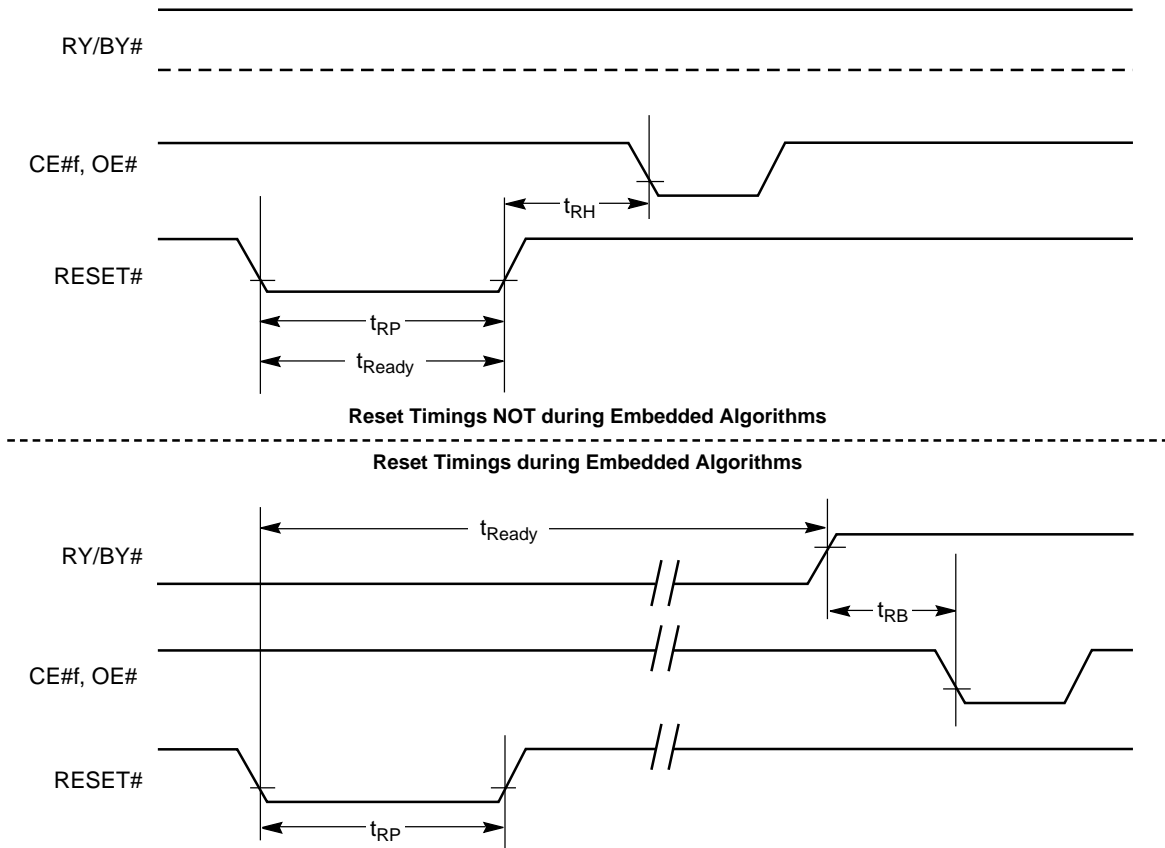 RY/BY#
CE#f, OE#
tRH
RESET#
tRP
tReady
Reset Timings NOT during Embedded Algorithms
Reset Timings during Embedded Algorithms
tReady
RY/BY#
tRB
CE#f, OE#
RESET#
tRP